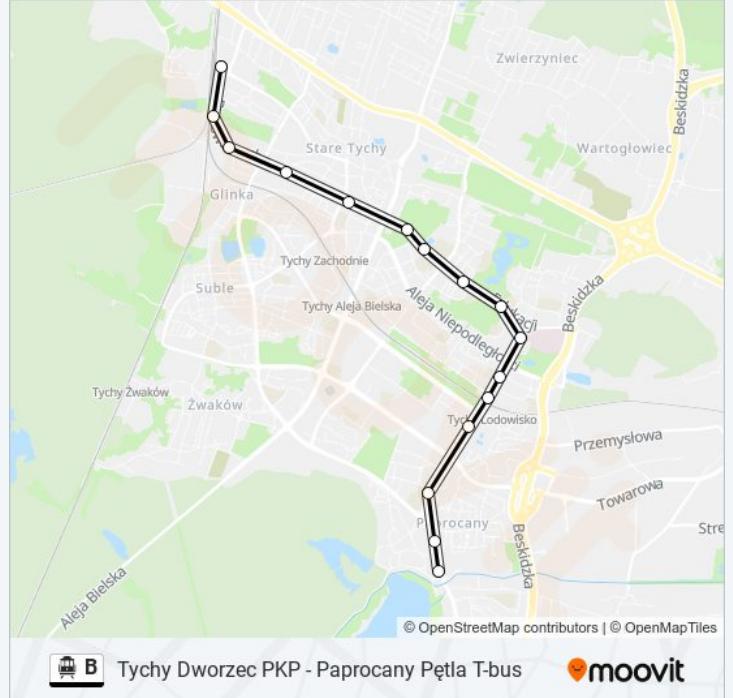 Zwierzyniec
Beskidzka
Stare Tychy
Wartogłowiec
Glinka
Tychy Zachodnie
Suble
Tychy Aleja Bielska
Aleja Niepodległości
Beskidzka
Tychy Żwaków
Żwaków
Tychy Lodowisko
Przemysłowa
Towarowa
Paprocany
Stre
Beskidzka
Aleja Bielska
© OpenStreetMap contributors | © OpenMapTiles
B Tychy Dworzec PKP - Paprocany Pętla T-bus
moovit